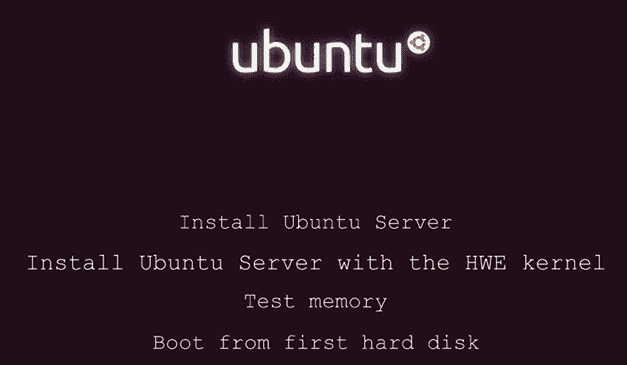 ubuntu
Install Ubuntu Server
Install Ubuntu Server with the HWE kernel
Test memory
Boot from first hard disk